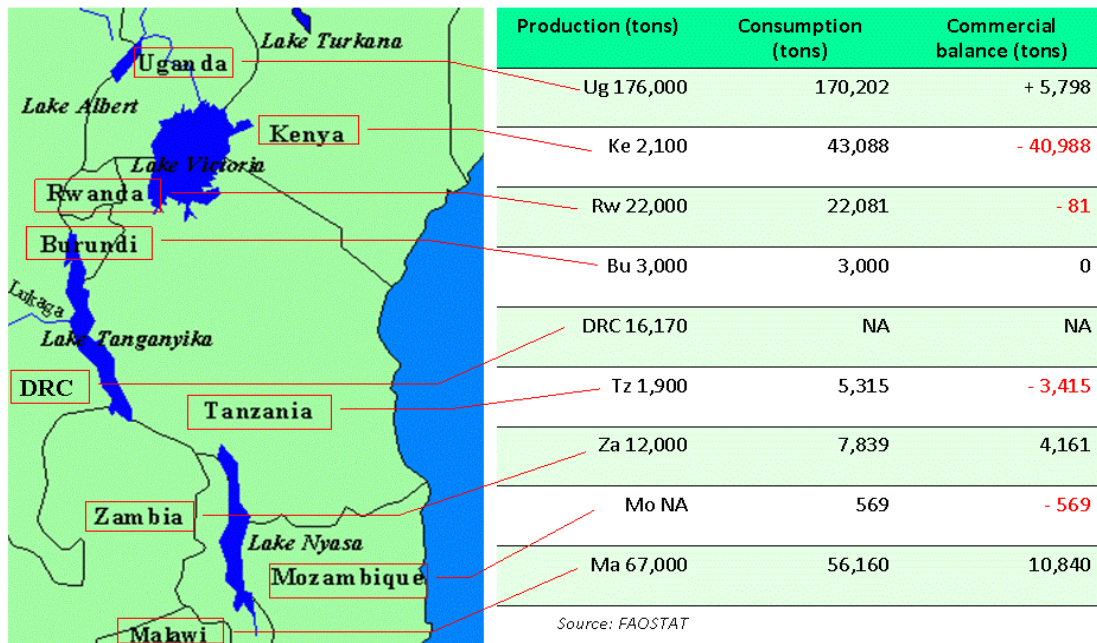 Lake Turkana
Uganda
Lake Albert
Kenya
Lake Victoria
Rwanda
Burundi
Lukaga
Lake Tanganyika
DRC
Tanzania
Zambia
Lake Nyasa
Mozambique
Malawi
Production (tons) Consumption (tons) Commercial balance (tons)
Ug 176,000 170,202 + 5,798
Ke 2,100 43,088 - 40,988
Rw 22,000 22,081 - 81
Bu 3,000 3,000 0
DRC 16,170 NA NA
Tz 1,900 5,315 - 3,415
Za 12,000 7,839 4,161
Mo NA 569 - 569
Ma 67,000 56,160 10,840
Source: FAOSTAT